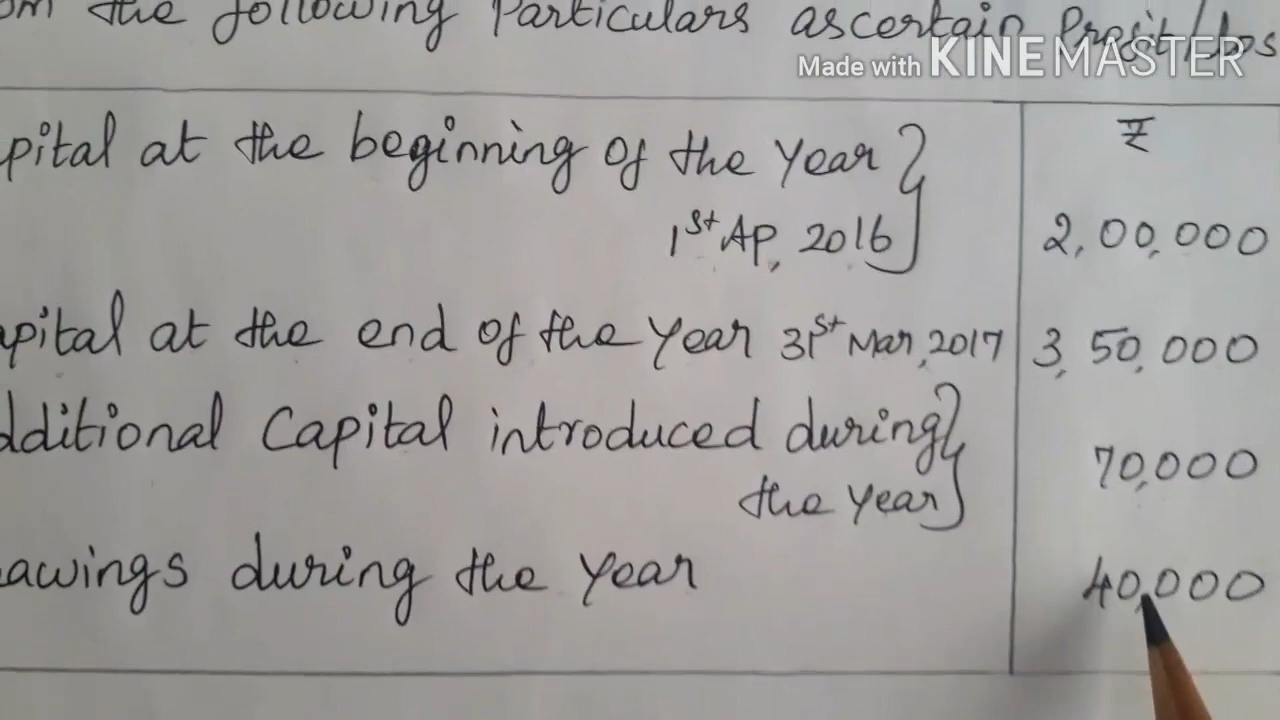 om the following Particulars ascertain Profit/Los
Made with KINEMASTER
pital at the beginning of the Year
₹
1st Ap, 2016
2,00,000
apital at the end of the Year 31st Mar, 2017
3,50,000
dditional Capital introduced during
the Year
70,000
awings during the Year
40,000